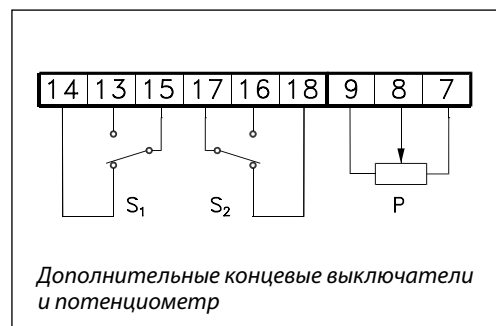 14 13 15 17 16 18 9 8 7
S₁ S₂ P
Дополнительные концевые выключатели
и потенциометр